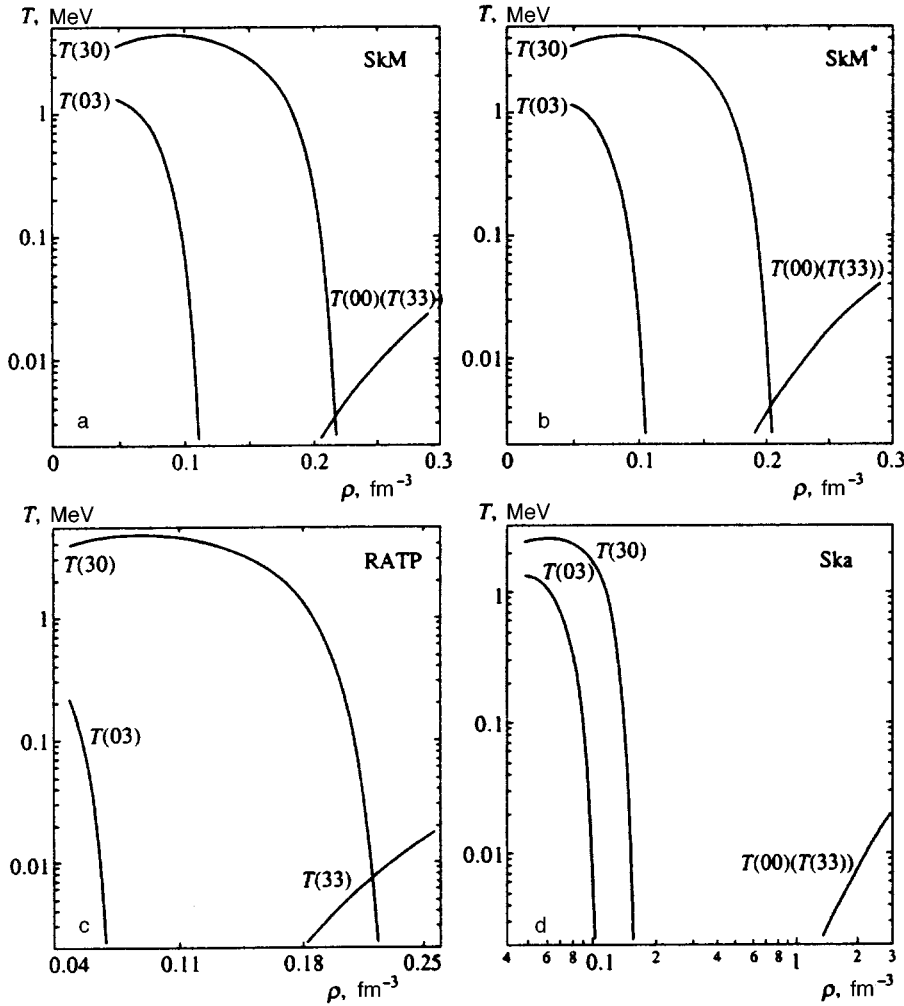 T, MeV
SkM
T(30)
T(03)
T(00)(T(33))
1
0.1
0.01
a
0 0.1 0.2 0.3
ρ, fm⁻³
T, MeV
SkM*
T(30)
T(03)
T(00)(T(33))
1
0.1
0.01
b
0 0.1 0.2 0.3
ρ, fm⁻³
T, MeV
RATP
T(30)
T(03)
T(33)
1
0.1
0.01
c
0.04 0.11 0.18 0.25
ρ, fm⁻³
T, MeV
Ska
T(30)
T(03)
T(00)(T(33))
1
0.1
0.01
d
4 6 8 0.1 2 4 6 8 1 2 3
ρ, fm⁻³